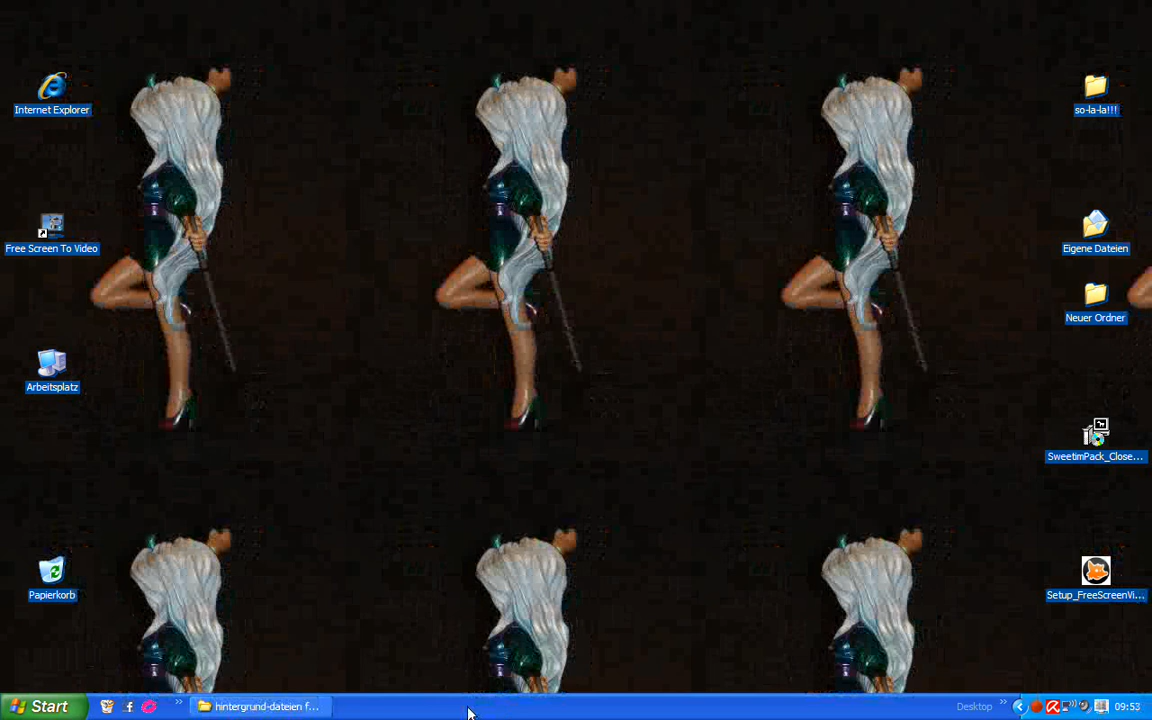 Internet Explorer
Free Screen To Video
Arbeitsplatz
Papierkorb
so-la-la!!!
Eigene Dateien
Neuer Ordner
SweetimPack_Close...
Setup_FreeScreenVi...
Start
hintergrund-dateien f...
Desktop
09:53